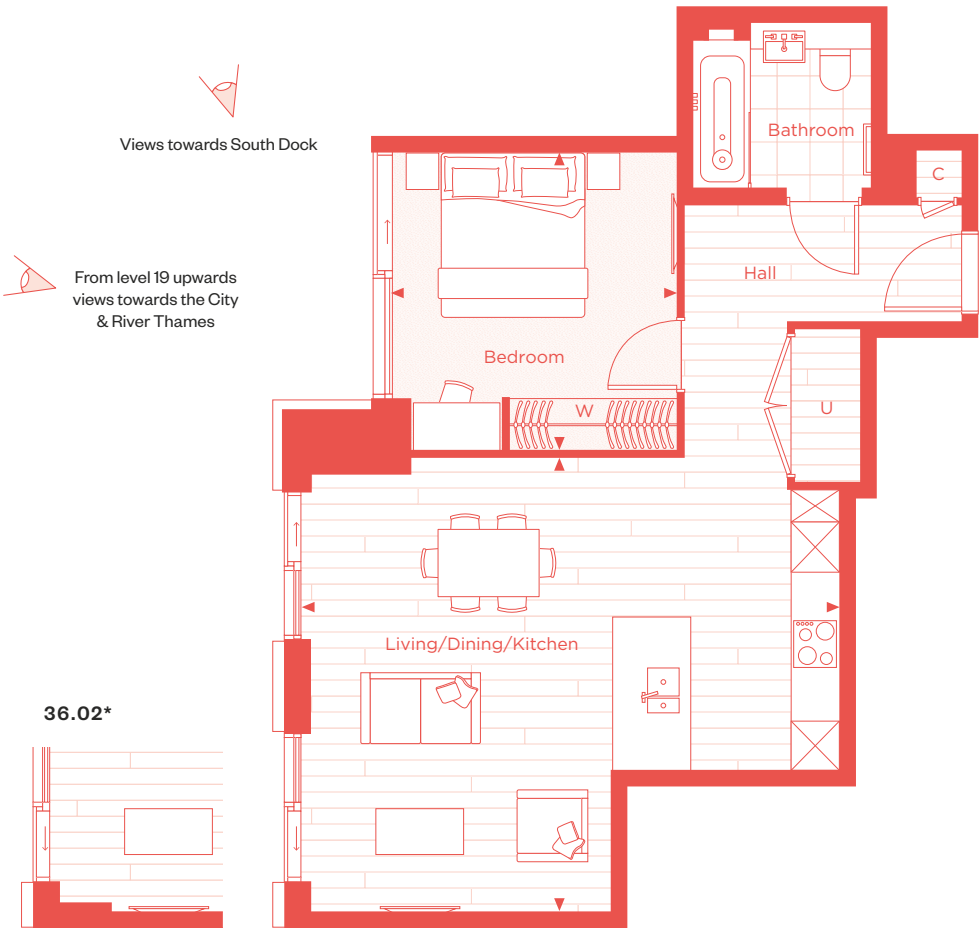 Bathroom
Views towards South Dock
C
From level 19 upwards
views towards the City
& River Thames
Hall
Bedroom
W
U
Living/Dining/Kitchen
36.02*